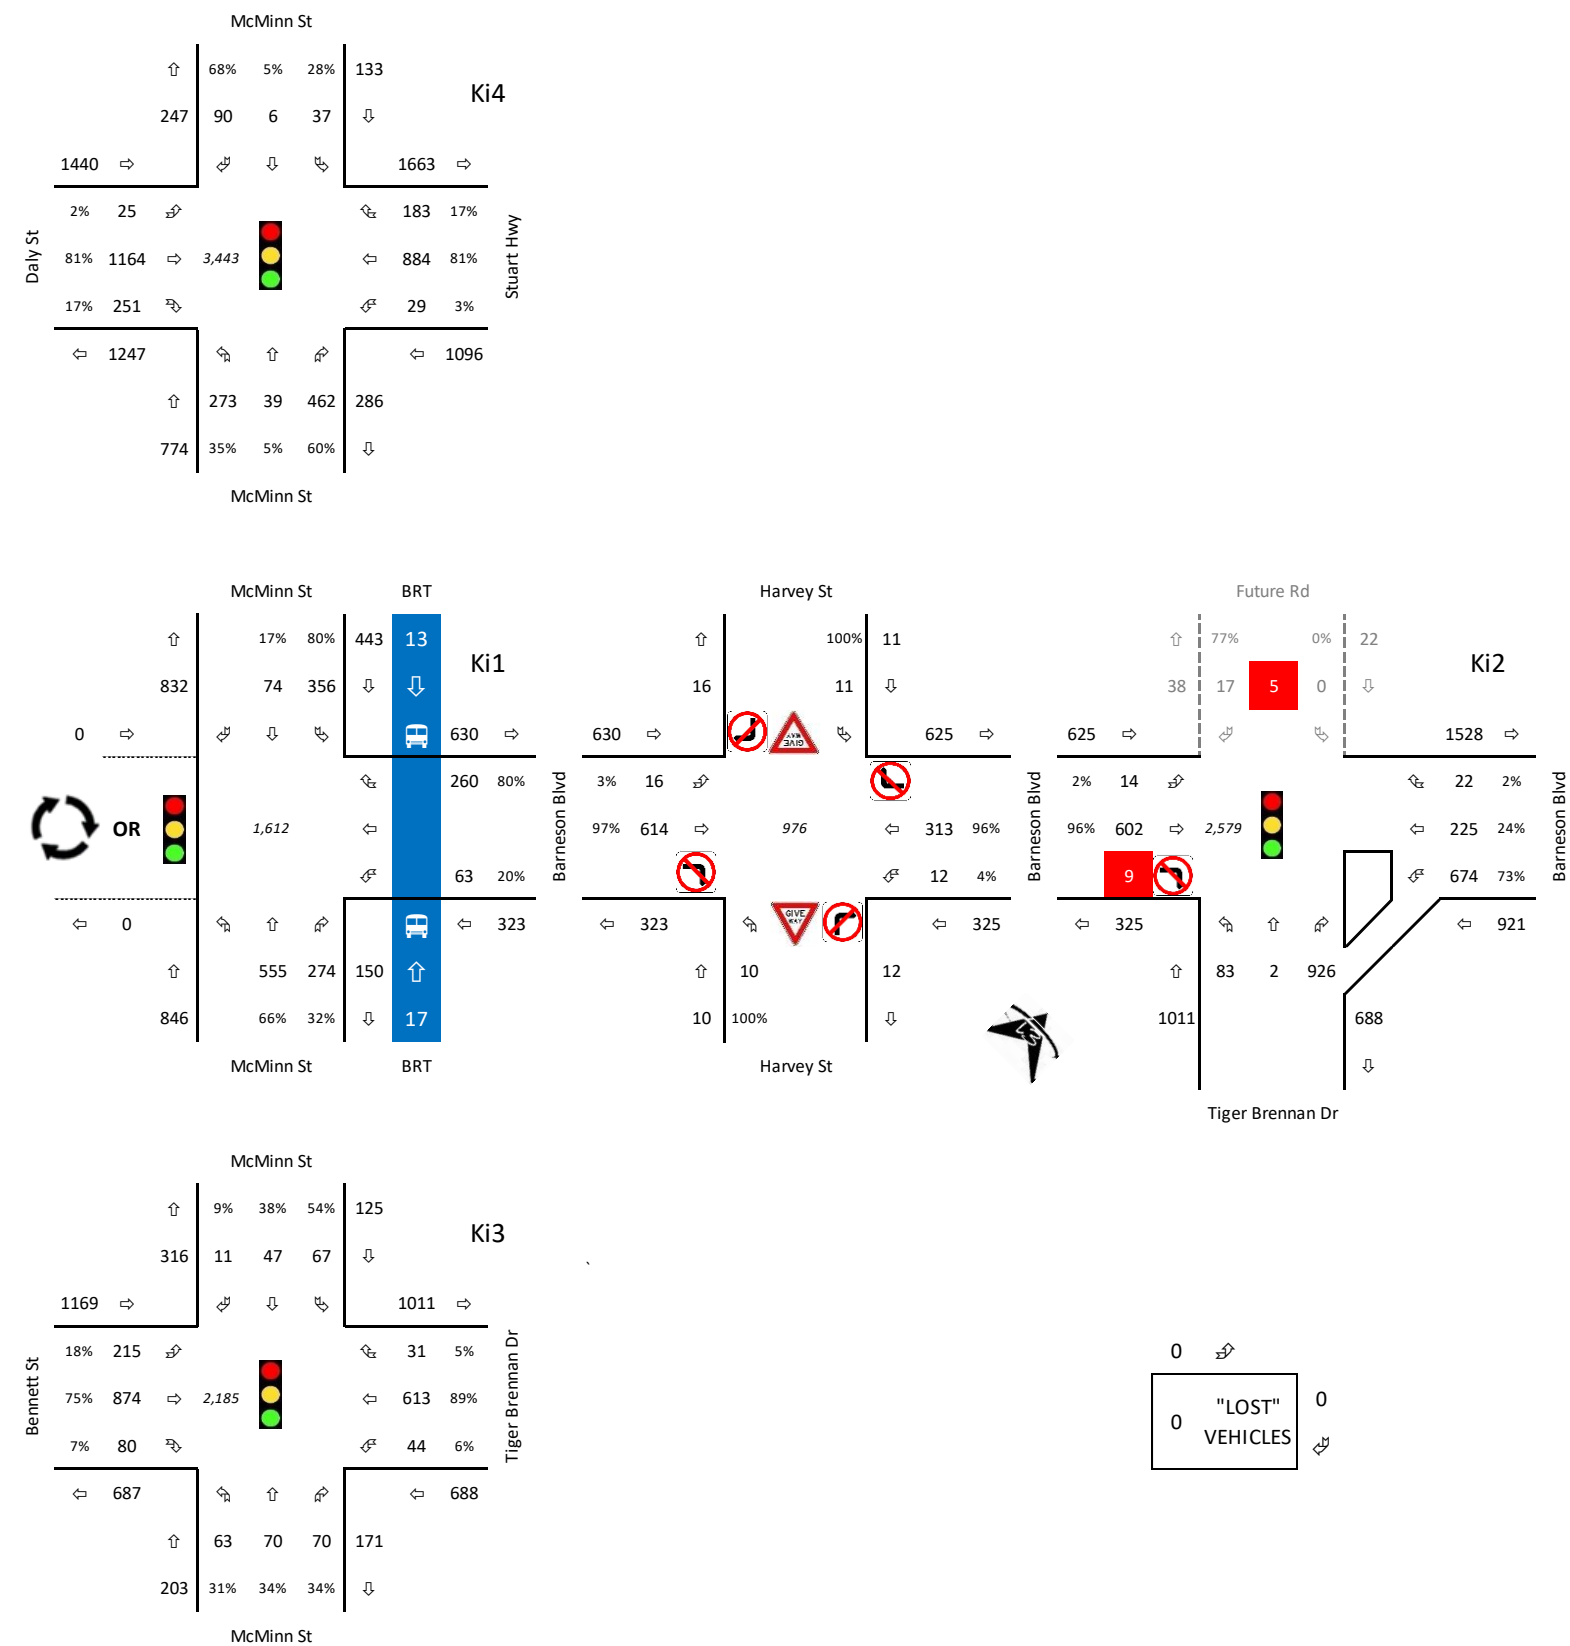 McMinn St
68% 5% 28% 133
Ki4
247 90 6 37
1440 1663
2% 25 183 17%
Daly St
81% 1164 3,443 884 81%
Stuart Hwy
17% 251 29 3%
1247 1096
273 39 462 286
774 35% 5% 60%
McMinn St
McMinn St BRT Harvey St Future Rd
17% 80% 443 13 100% 11 77% 0% 22
Ki1 Ki2
832 74 356 16 11 38 17 5 0
0 630 630 625 625 1528
GIVE WAY
260 80% 3% 16 2% 14 22 2%
OR 1,612 Barneson Blvd 97% 614 976 313 96% Barneson Blvd 96% 602 2,579 225 24% Barneson Blvd
63 20% 12 4% 9 674 73%
GIVE WAY
0 323 323 325 325 921
555 274 150 10 12 83 2 926
846 66% 32% 17 10 100% 1011 688
McMinn St BRT Harvey St
Tiger Brennan Dr
McMinn St
9% 38% 54% 125
Ki3
316 11 47 67
`
1169 1011
18% 215 31 5%
0
Bennett St
75% 874 2,185 613 89%
Tiger Brennan Dr
0 "LOST" 0
VEHICLES
7% 80 44 6%
687 688
63 70 70 171
203 31% 34% 34%
McMinn St